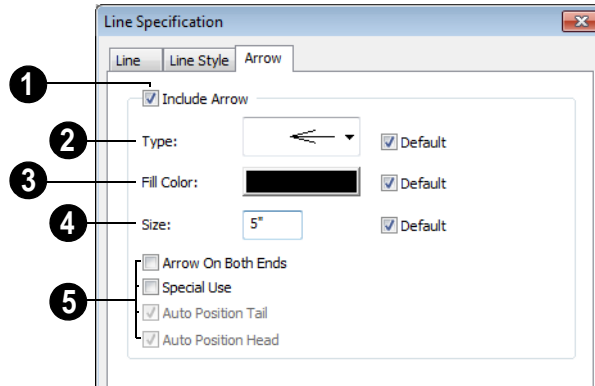 Line Specification
Line Line Style Arrow
1
Include Arrow
2 Type: Default
3 Fill Color: Default
4 Size: 5" Default
5
Arrow On Both Ends
Special Use
Auto Position Tail
Auto Position Head